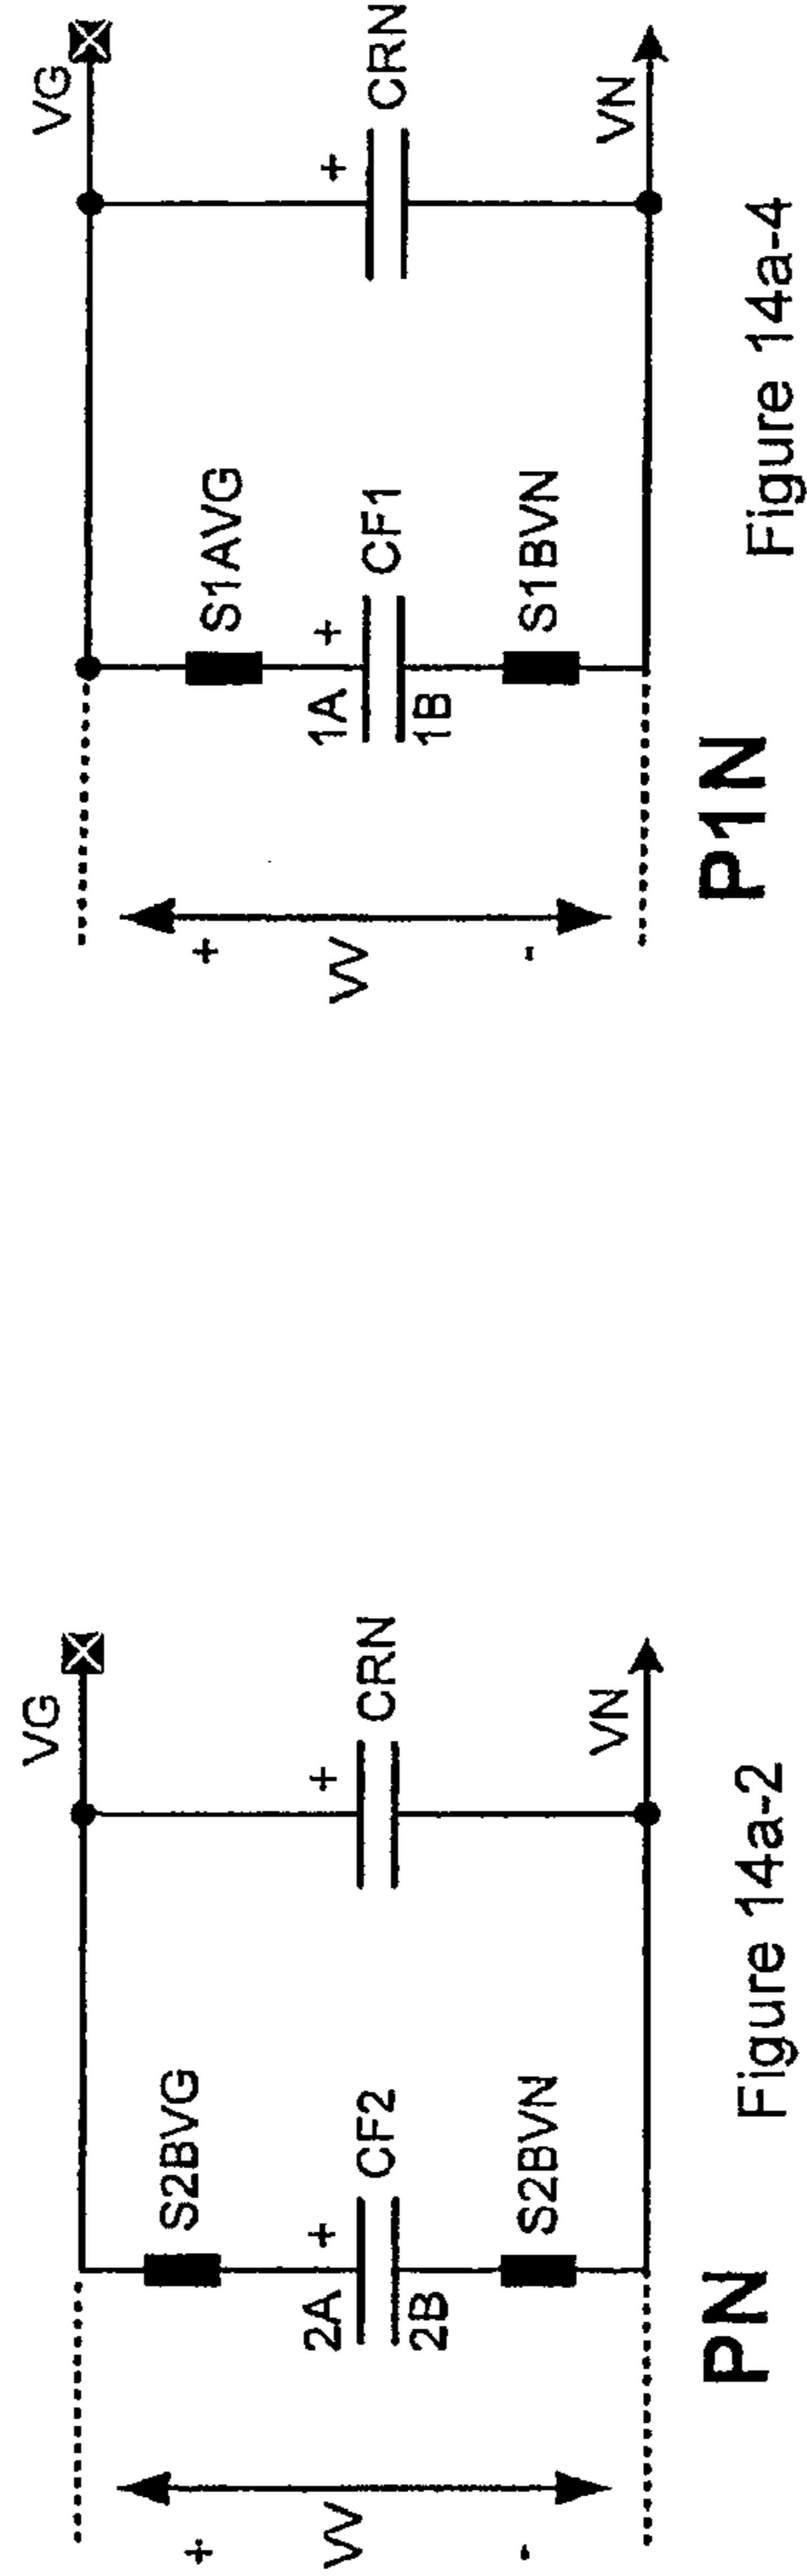 VG
S2BVG
+
+
+
2A
CF2
CRN
VV
2B
S2BVN
VN
-
PN
Figure 14a-2
VG
S1AVG
+
+
+
1A
CF1
CRN
VV
1B
S1BVN
VN
-
P1N
Figure 14a-4